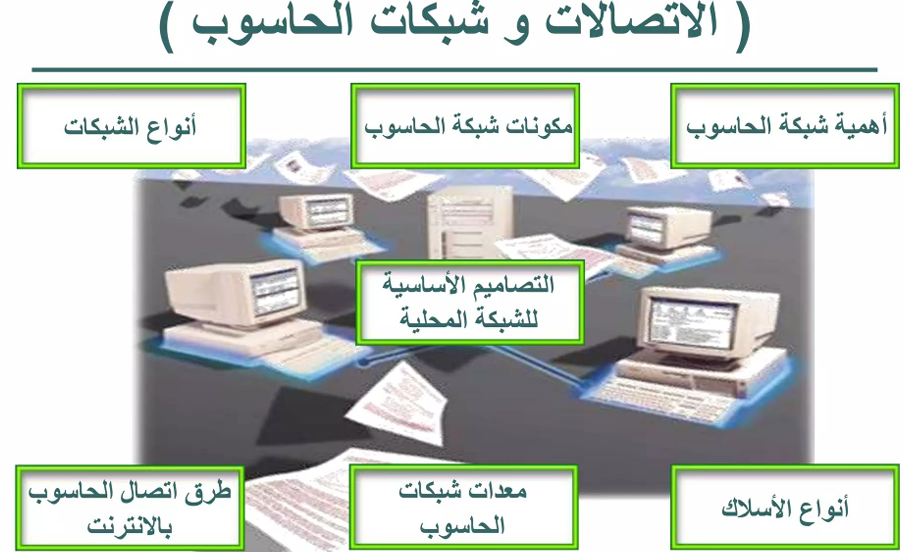 ( الاتصالات و شبكات الحاسوب )
أهمية شبكة الحاسوب
مكونات شبكة الحاسوب
أنواع الشبكات
التصاميم الأساسية
للشبكة المحلية
أنواع الأسلاك
معدات شبكات
الحاسوب
طرق اتصال الحاسوب
بالانترنت